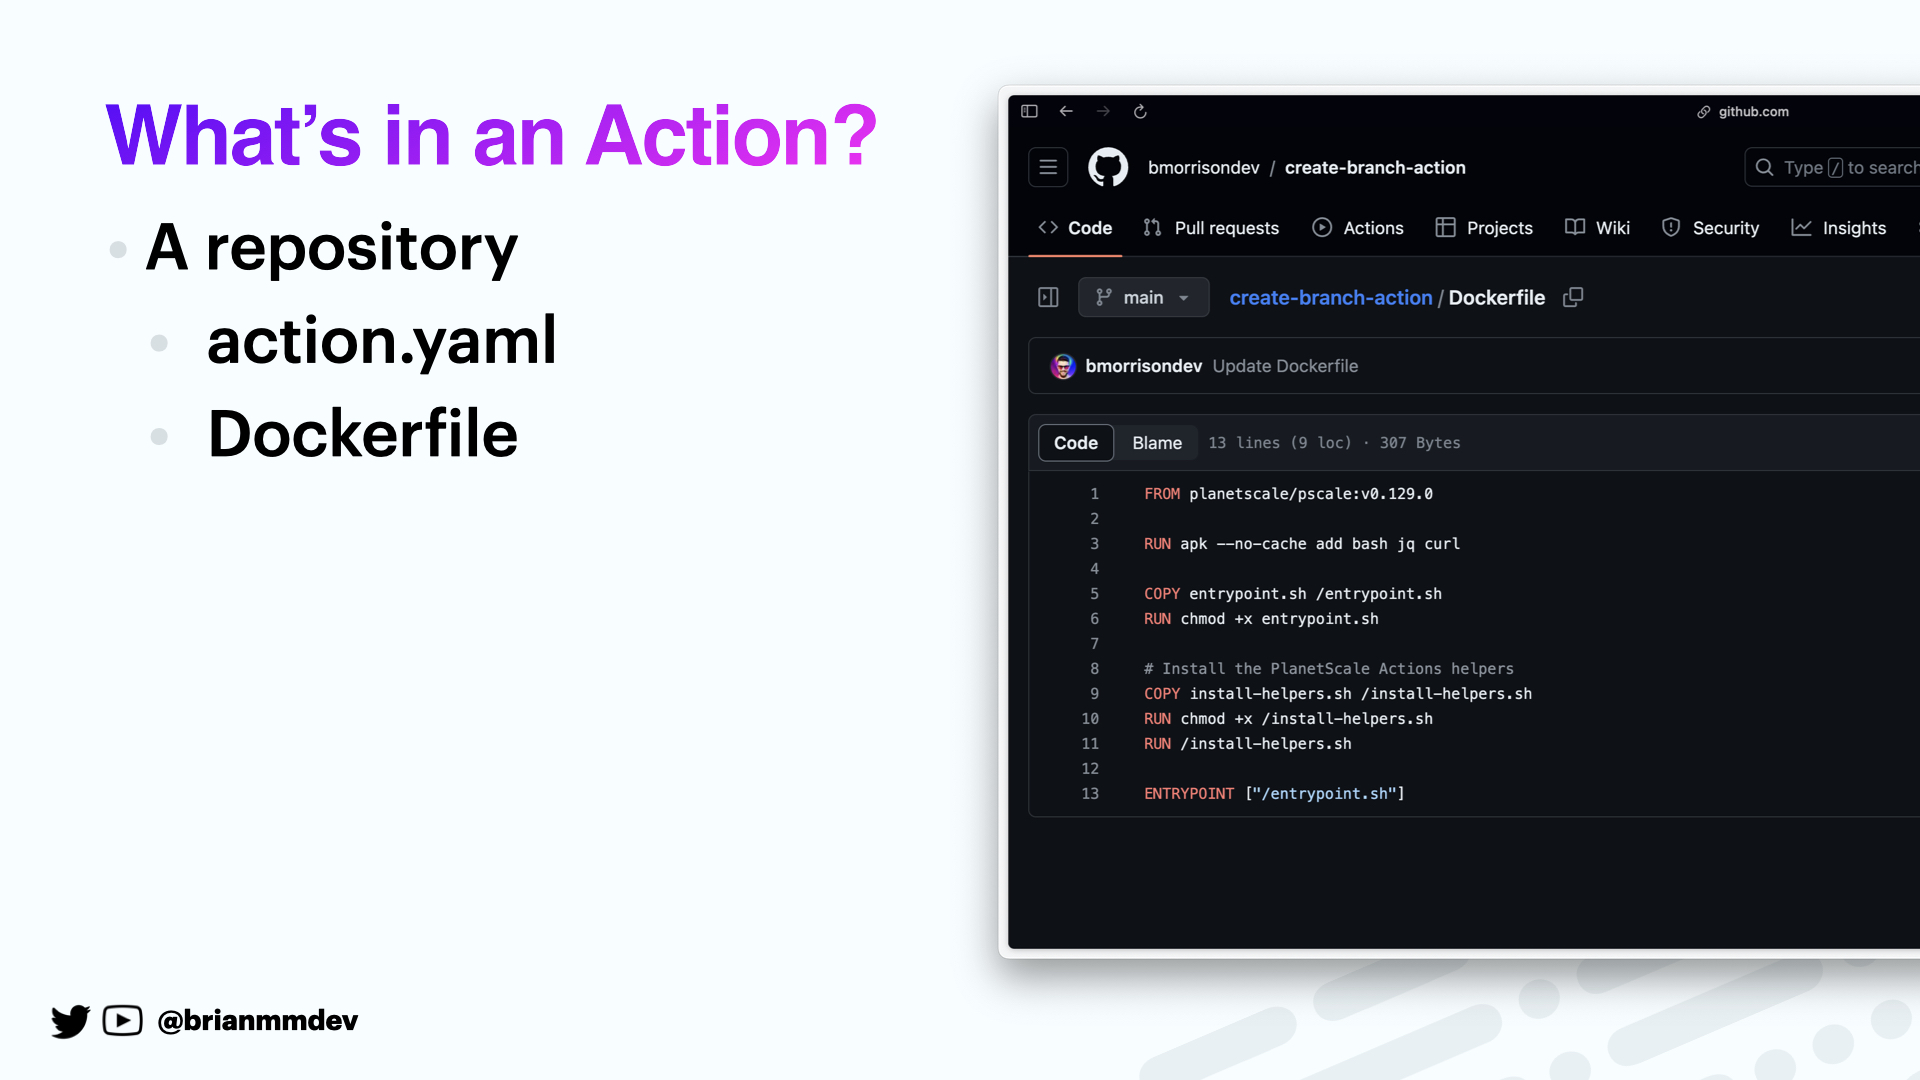 What’s in an Action?
A repository
action.yaml
Dockerfile
@brianmmdev
github.com
bmorrisondev / create-branch-action
Type / to search
Code
Pull requests
Actions
Projects
Wiki
Security
Insights
main
create-branch-action / Dockerfile
bmorrisondev Update Dockerfile
Code Blame 13 lines (9 loc) · 307 Bytes
1 FROM planetscale/pscale:v0.129.0
2
3 RUN apk --no-cache add bash jq curl
4
5 COPY entrypoint.sh /entrypoint.sh
6 RUN chmod +x entrypoint.sh
7
8 # Install the PlanetScale Actions helpers
9 COPY install-helpers.sh /install-helpers.sh
10 RUN chmod +x /install-helpers.sh
11 RUN /install-helpers.sh
12
13 ENTRYPOINT ["/entrypoint.sh"]